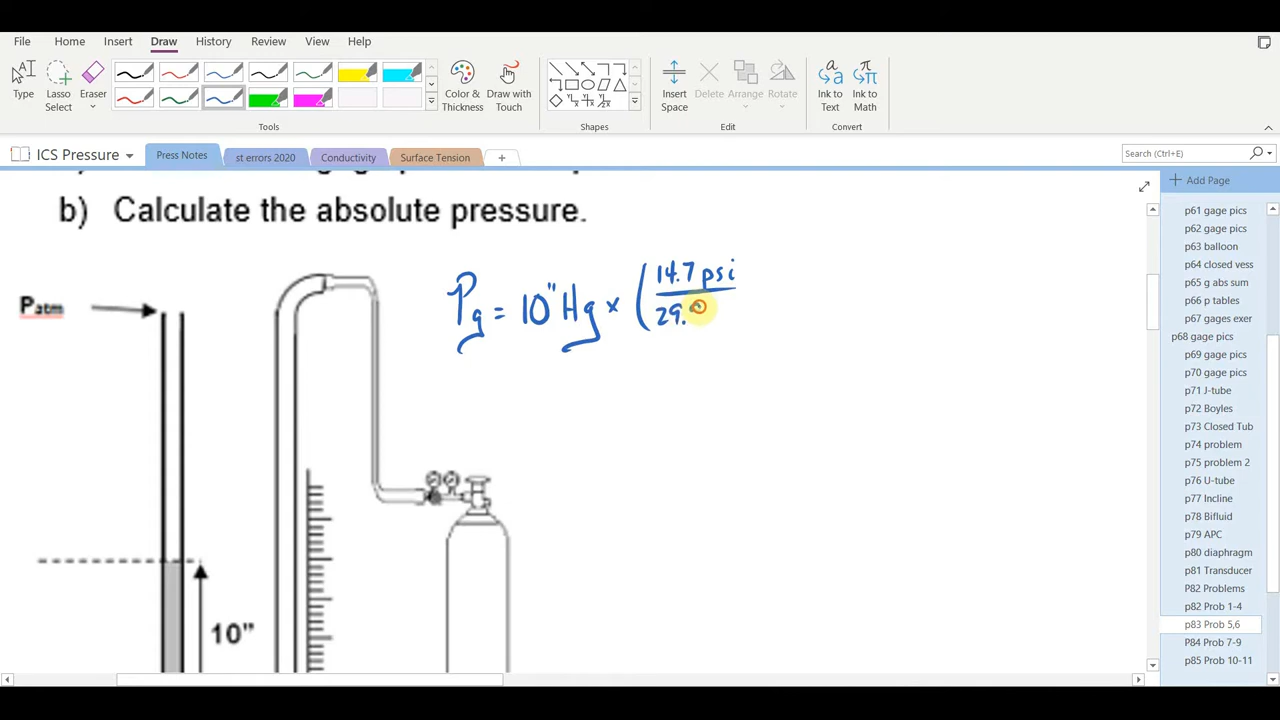 File Home Insert Draw History Review View Help
Type Lasso Select Eraser Color & Thickness Draw with Touch Insert Space Delete Arrange Rotate Ink to Text Ink to Math
Tools Shapes Edit Convert
ICS Pressure Press Notes st errors 2020 Conductivity Surface Tension Search (Ctrl+E)
Add Page
p61 gage pics
p62 gage pics
p63 balloon
p64 closed vess
p65 g abs sum
p66 p tables
p67 gages exer
p68 gage pics
p69 gage pics
p70 gage pics
p71 J-tube
p72 Boyles
p73 Closed Tub
p74 problem
p75 problem 2
p76 U-tube
p77 Incline
p78 Bifluid
p79 APC
p80 diaphragm
p81 Transducer
P82 Problems
p82 Prob 1-4
p83 Prob 5,6
P84 Prob 7-9
p85 Prob 10-11
b) Calculate the absolute pressure.
Patm
Pg = 10" Hg × (14.7 psi
29.
10"